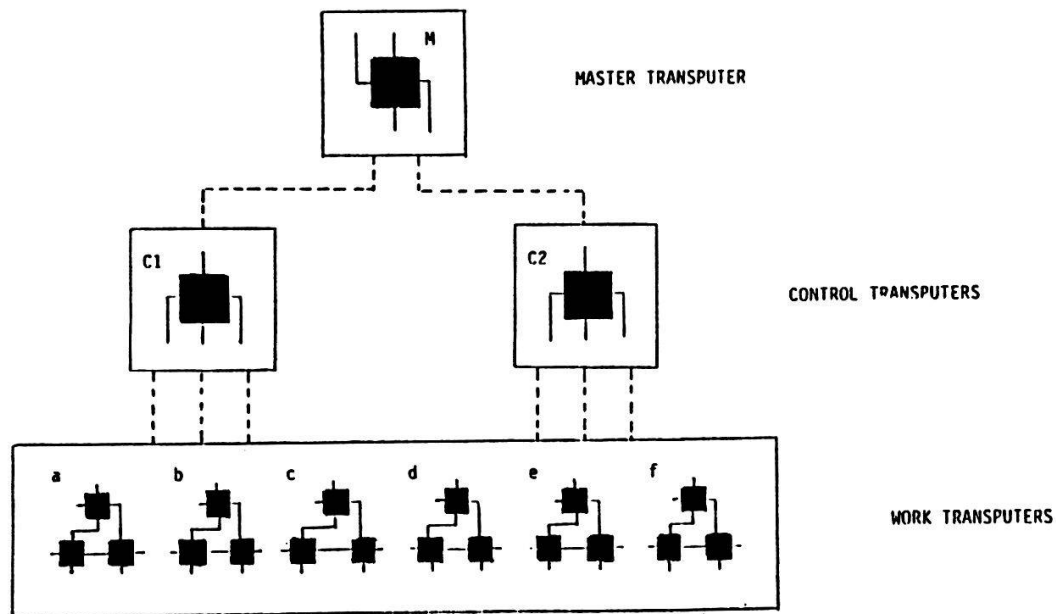 M
MASTER TRANSPUTER
C1
C2
CONTROL TRANSPUTERS
a b c d e f
WORK TRANSPUTERS